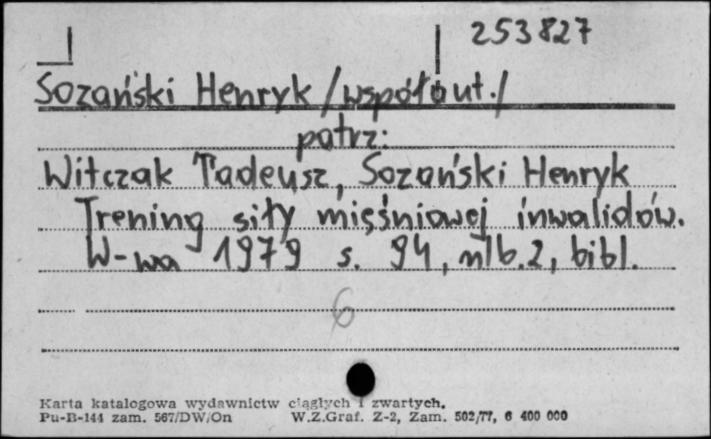 253827
Sozański Henryk /współaut./
patrz:
Witczak Tadeusz, Sozański Henryk
Trening siły mięśniowej inwalidów.
W-wa 1979 s. 94, nlb.2, bibl.
6
Karta katalogowa wydawnictw ciągłych i zwartych.
Pu-B-144 zam. 567/DW/On W.Z.Graf. Z-2, Zam. 502/77, 6 400 000